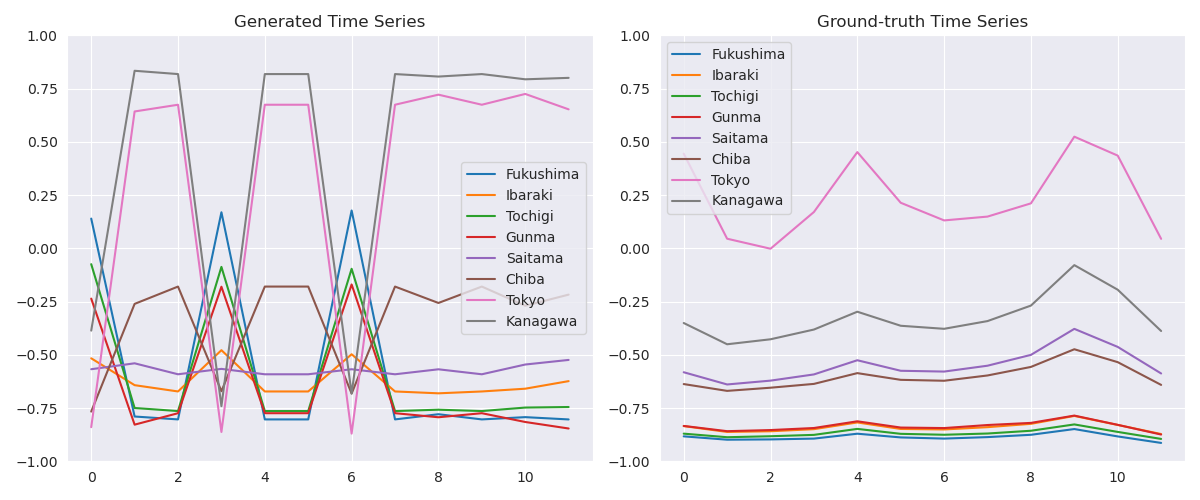 Generated Time Series
1.00
0.75
0.50
0.25
0.00
−0.25
−0.50
−0.75
−1.00
0
2
4
6
8
10
Fukushima
Ibaraki
Tochigi
Gunma
Saitama
Chiba
Tokyo
Kanagawa
Ground-truth Time Series
1.00
0.75
0.50
0.25
0.00
−0.25
−0.50
−0.75
−1.00
0
2
4
6
8
10
Fukushima
Ibaraki
Tochigi
Gunma
Saitama
Chiba
Tokyo
Kanagawa